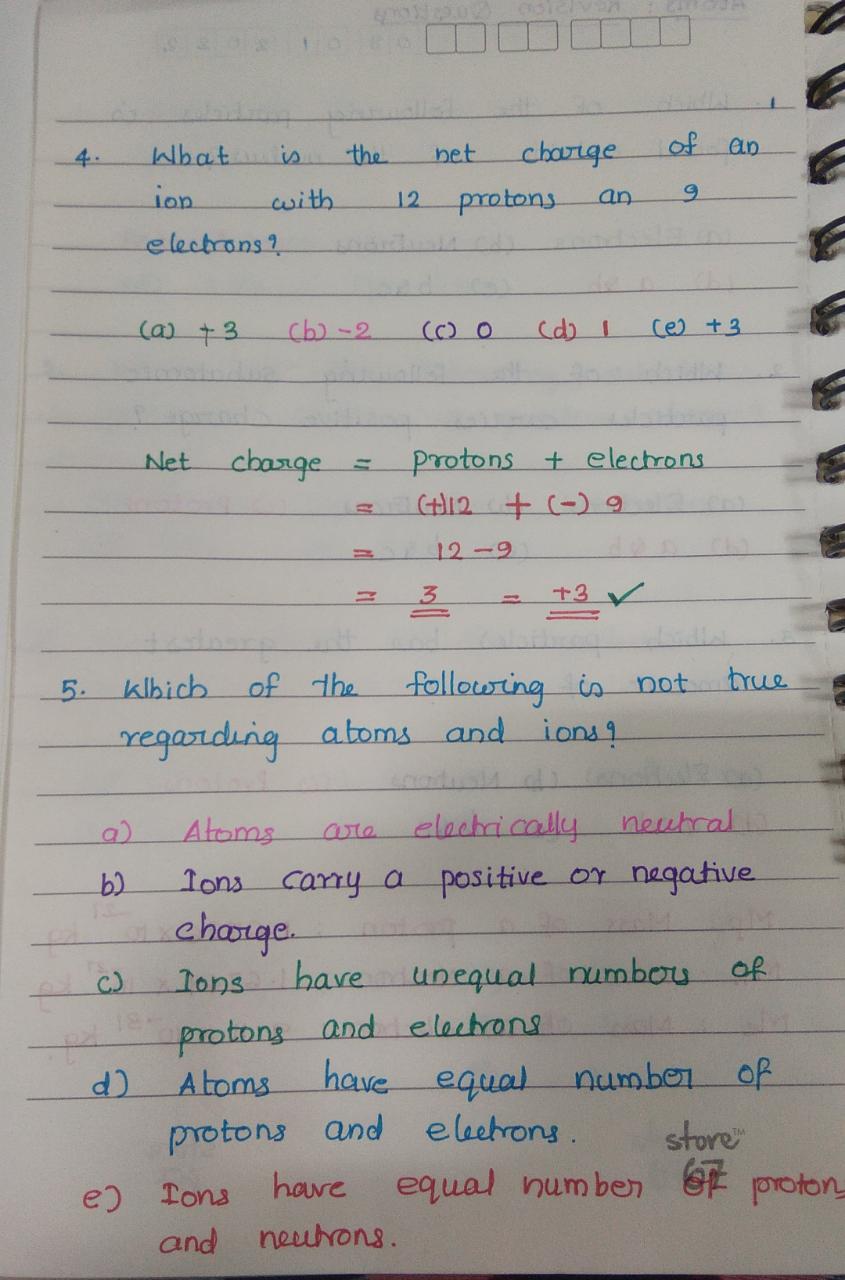 4. What is the net charge of an
ion with 12 protons an 9
electrons?
(a) +3 (b) -2 (c) 0 (d) 1 (e) +3
Net charge = protons + electrons
= (+)12 + (-) 9
= 12 - 9
= 3 = +3 ✓
5. Which of the following is not true
regarding atoms and ions?
a) Atoms are electrically neutral
b) Ions carry a positive or negative
charge.
c) Ions have unequal numbers of
protons and electrons
d) Atoms have equal number of
protons and electrons.
store™
67
e) Ions have equal number of proton
and neutrons.